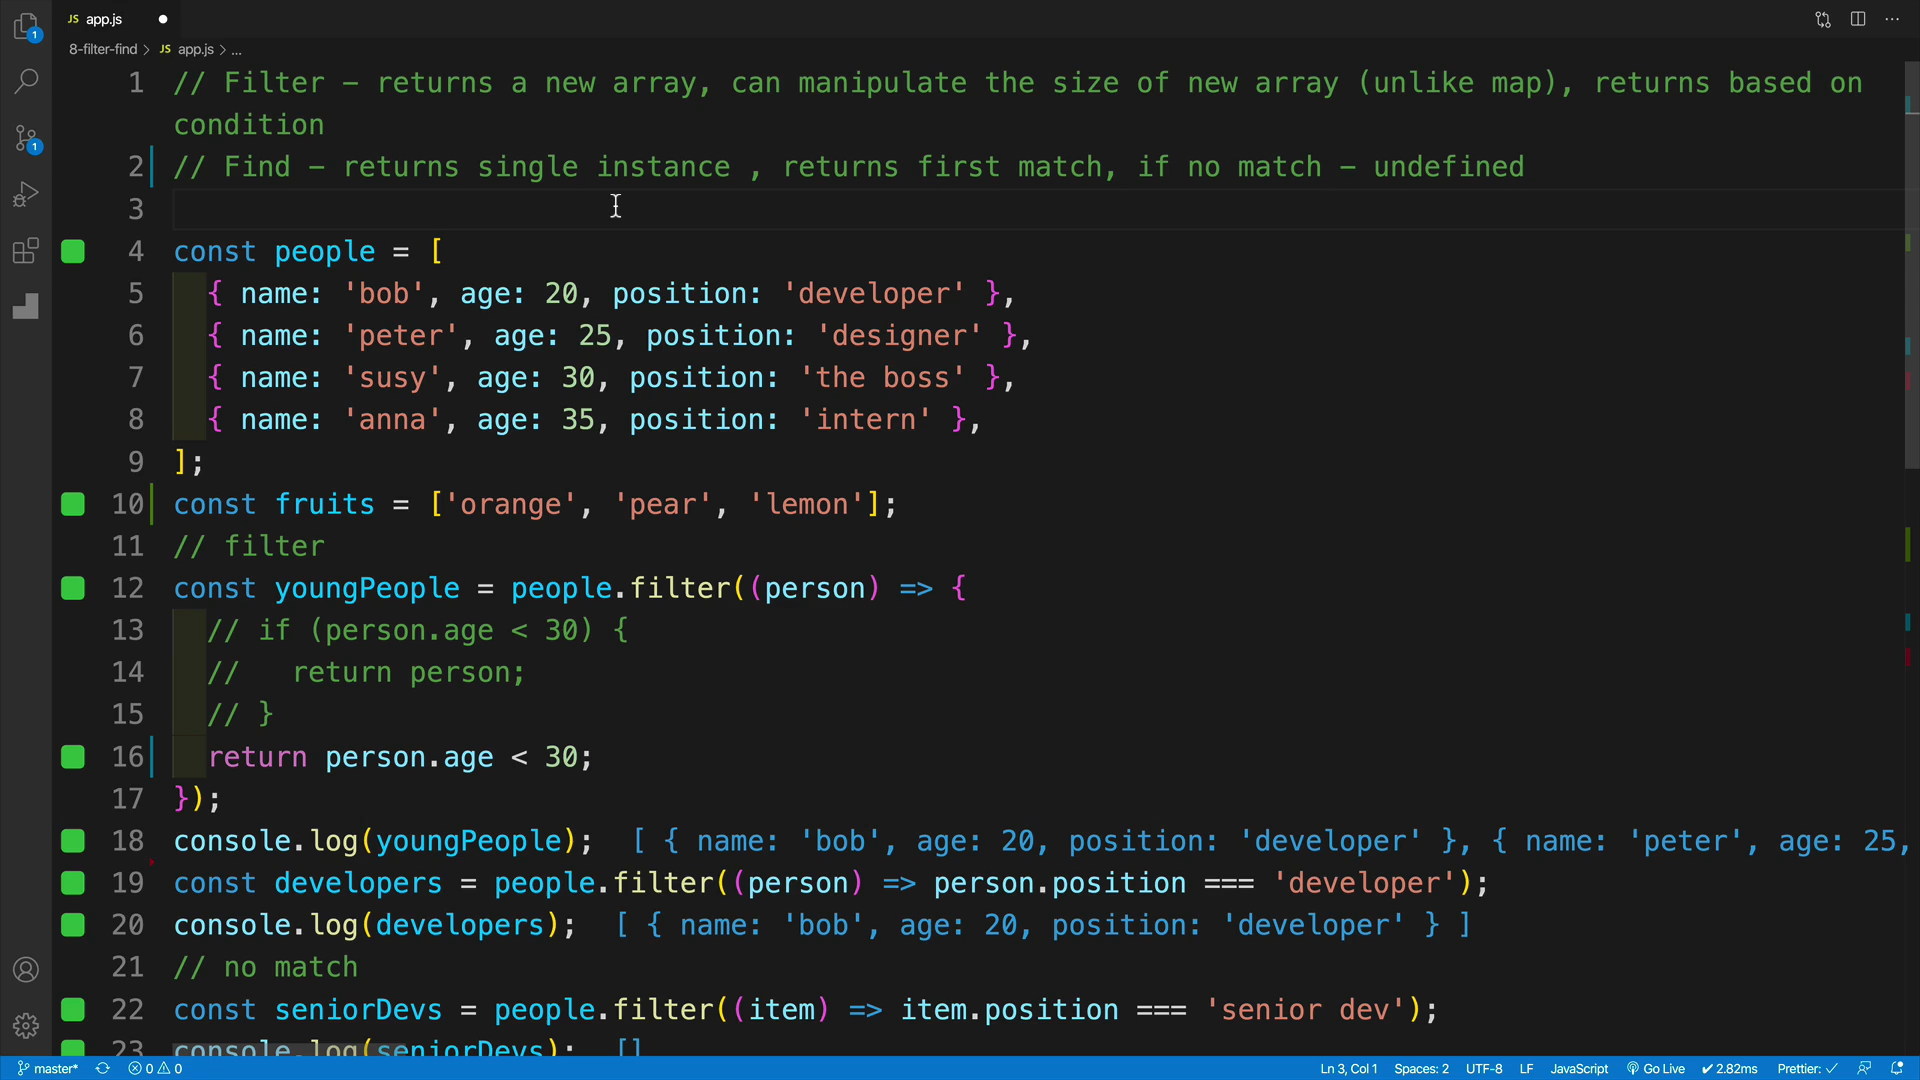 JS app.js
8-filter-find > JS app.js > ...
1
1
1 // Filter – returns a new array, can manipulate the size of new array (unlike map), returns based on
condition
2 // Find – returns single instance , returns first match, if no match – undefined
3
4 const people = [
5 { name: 'bob', age: 20, position: 'developer' },
6 { name: 'peter', age: 25, position: 'designer' },
7 { name: 'susy', age: 30, position: 'the boss' },
8 { name: 'anna', age: 35, position: 'intern' },
9 ];
10 const fruits = ['orange', 'pear', 'lemon'];
11 // filter
12 const youngPeople = people.filter((person) => {
13 // if (person.age < 30) {
14 //   return person;
15 // }
16 return person.age < 30;
17 });
18 console.log(youngPeople); [ { name: 'bob', age: 20, position: 'developer' }, { name: 'peter', age: 25,
19 const developers = people.filter((person) => person.position === 'developer');
20 console.log(developers); [ { name: 'bob', age: 20, position: 'developer' } ]
21 // no match
22 const seniorDevs = people.filter((item) => item.position === 'senior dev');
23 console.log(seniorDevs); []
master* 0 0 Ln 3, Col 1 Spaces: 2 UTF-8 LF JavaScript Go Live ✓ 2.82ms Prettier: ✓